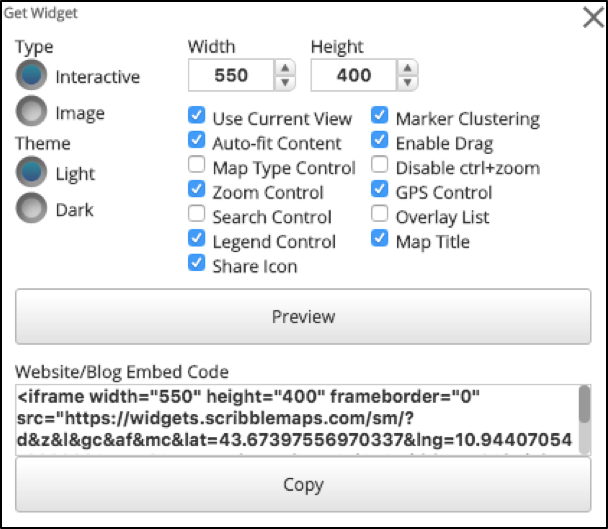 Get Widget
Type
Interactive
Image
Theme
Light
Dark
Width Height
550 400
Use Current View Marker Clustering
Auto-fit Content Enable Drag
Map Type Control Disable ctrl+zoom
Zoom Control GPS Control
Search Control Overlay List
Legend Control Map Title
Share Icon
Preview
Website/Blog Embed Code
<iframe width="550" height="400" frameborder="0"
src="https://widgets.scribblemaps.com/sm/?
d&z&l&gc&af&mc&lat=43.67397556970337&lng=10.94407054
Copy